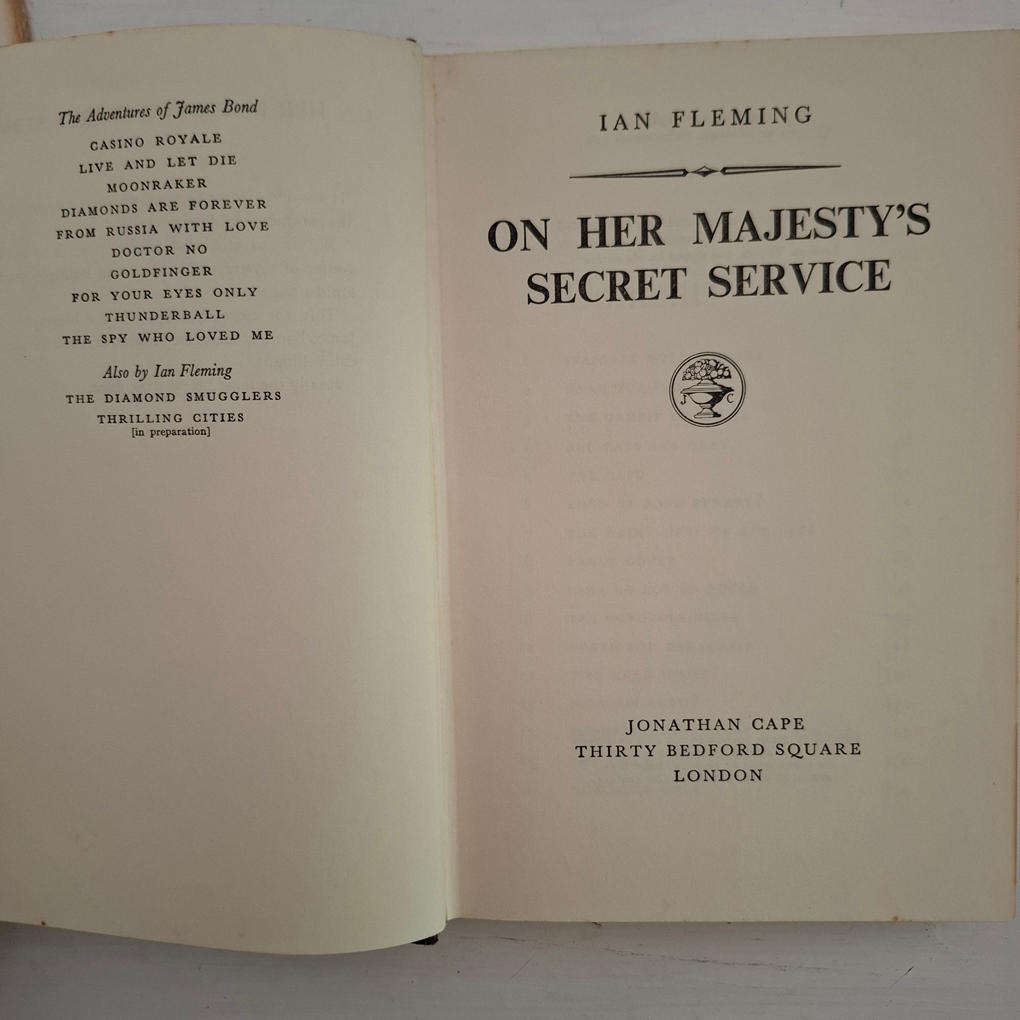 The Adventures of James Bond
CASINO ROYALE
LIVE AND LET DIE
MOONRAKER
DIAMONDS ARE FOREVER
FROM RUSSIA WITH LOVE
DOCTOR NO
GOLDFINGER
FOR YOUR EYES ONLY
THUNDERBALL
THE SPY WHO LOVED ME
Also by Ian Fleming
THE DIAMOND SMUGGLERS
THRILLING CITIES
[in preparation]
IAN FLEMING
ON HER MAJESTY'S
SECRET SERVICE
J C
JONATHAN CAPE
THIRTY BEDFORD SQUARE
LONDON